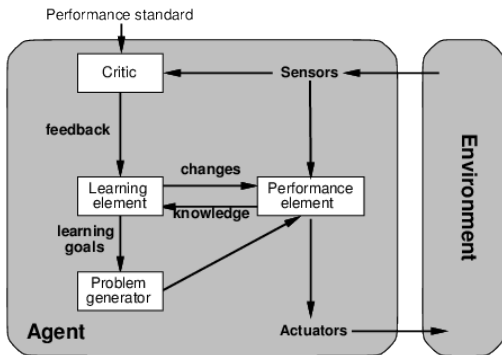 Performance standard
Critic
Sensors
feedback
changes
Learning
element
Performance
element
knowledge
learning
goals
Problem
generator
Agent
Actuators
Environment